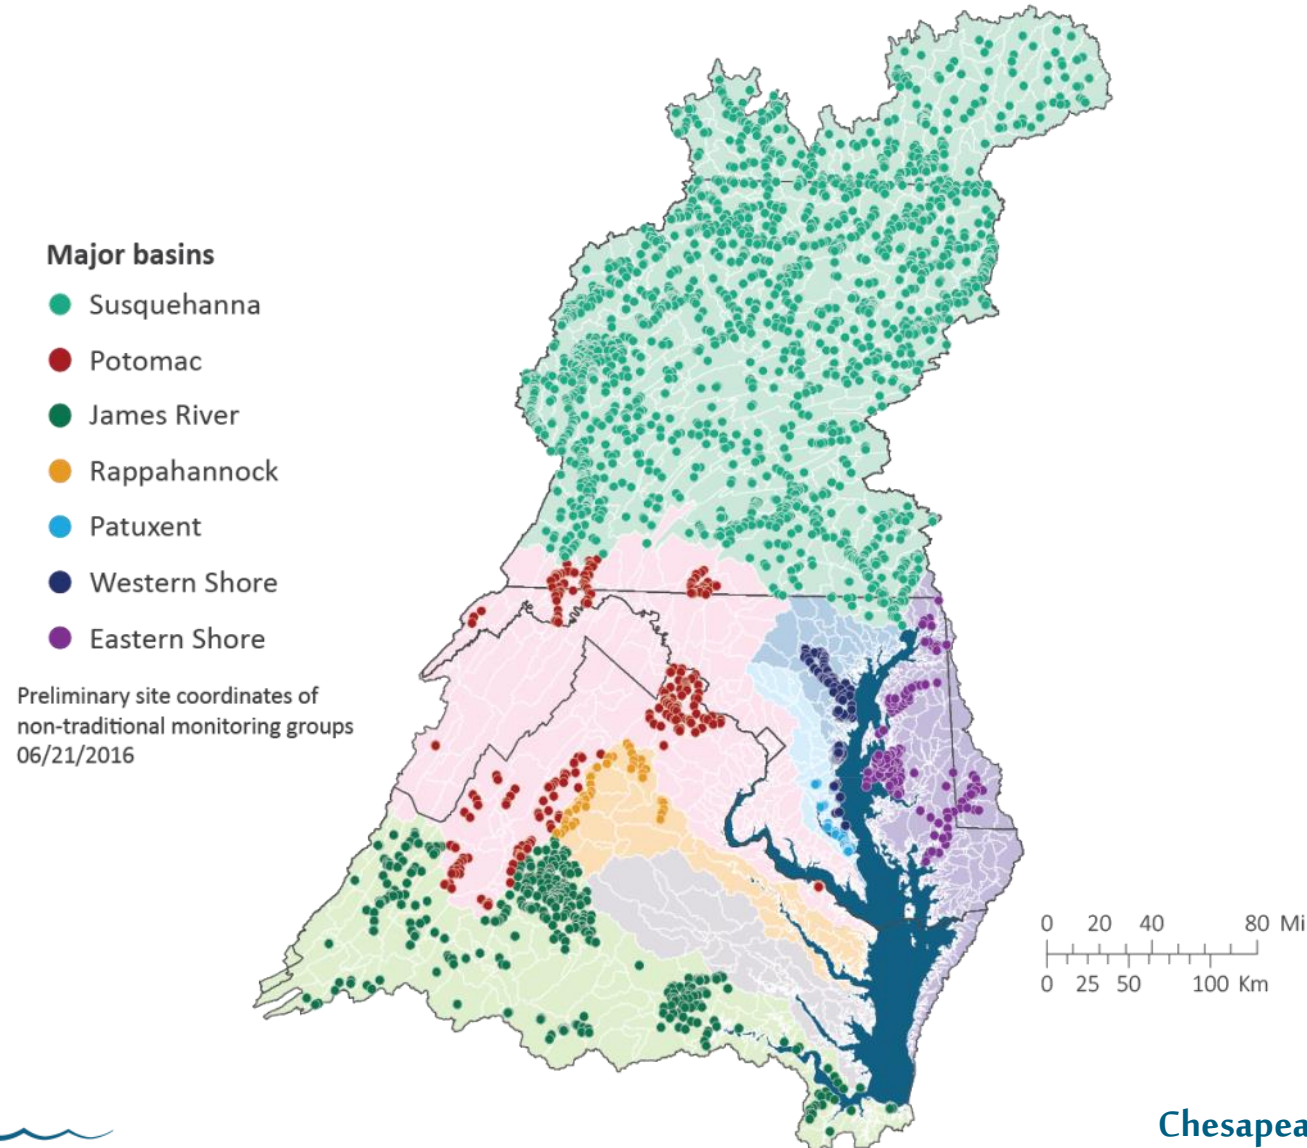 Major basins
Susquehanna
Potomac
James River
Rappahannock
Patuxent
Western Shore
Eastern Shore
Preliminary site coordinates of
non-traditional monitoring groups
06/21/2016
0 20 40 80 Mi
0 25 50 100 Km
Chesapea